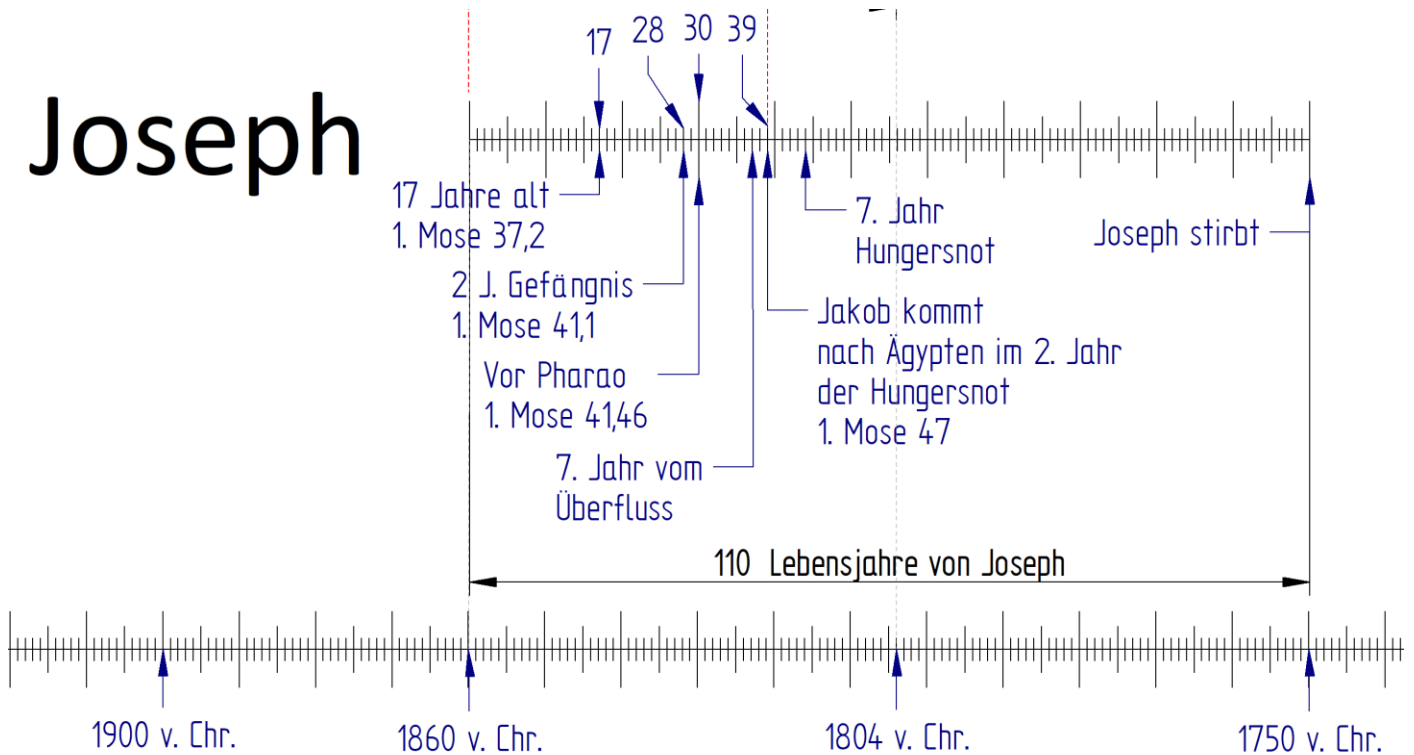 Joseph
17 28 30 39
17 Jahre alt
1. Mose 37,2
7. Jahr
Hungersnot
Joseph stirbt
2 J. Gefängnis
1. Mose 41,1
Jakob kommt
nach Ägypten im 2. Jahr
der Hungersnot
1. Mose 47
Vor Pharao
1. Mose 41,46
7. Jahr vom
Überfluss
110 Lebensjahre von Joseph
1900 v. Chr. 1860 v. Chr. 1804 v. Chr. 1750 v. Chr.